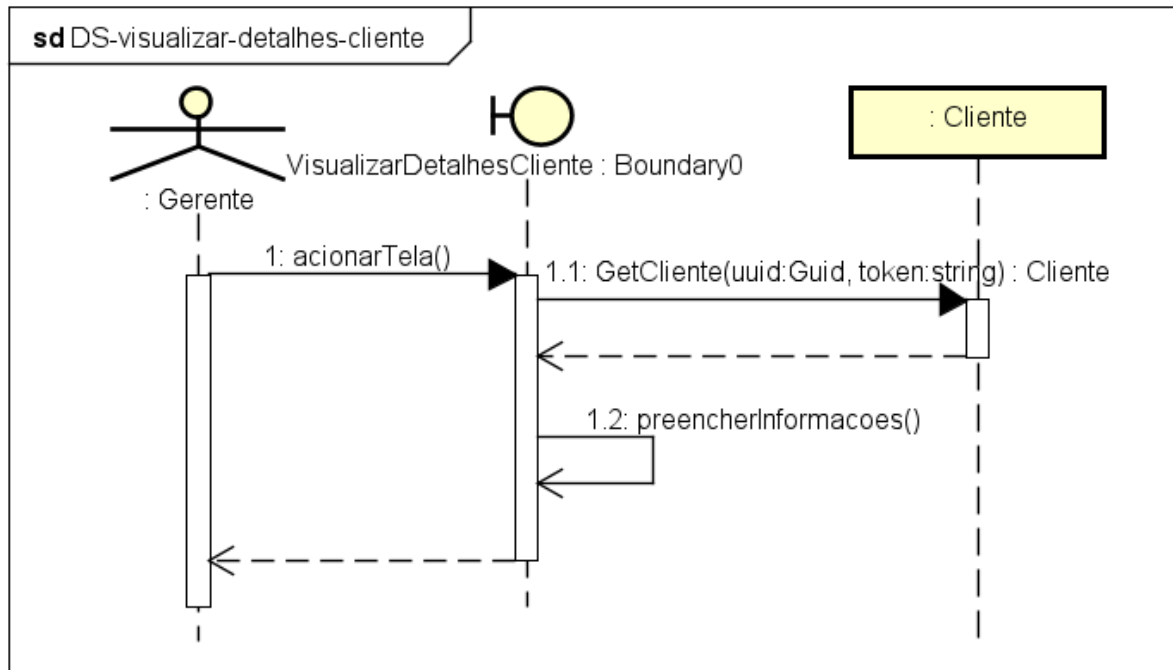 sd DS-visualizar-detalhes-cliente
: Cliente
VisualizarDetalhesCliente : Boundary0
: Gerente
1: acionarTela()
1.1: GetCliente(uuid:Guid, token:string) : Cliente
1.2: preencherInformacoes()